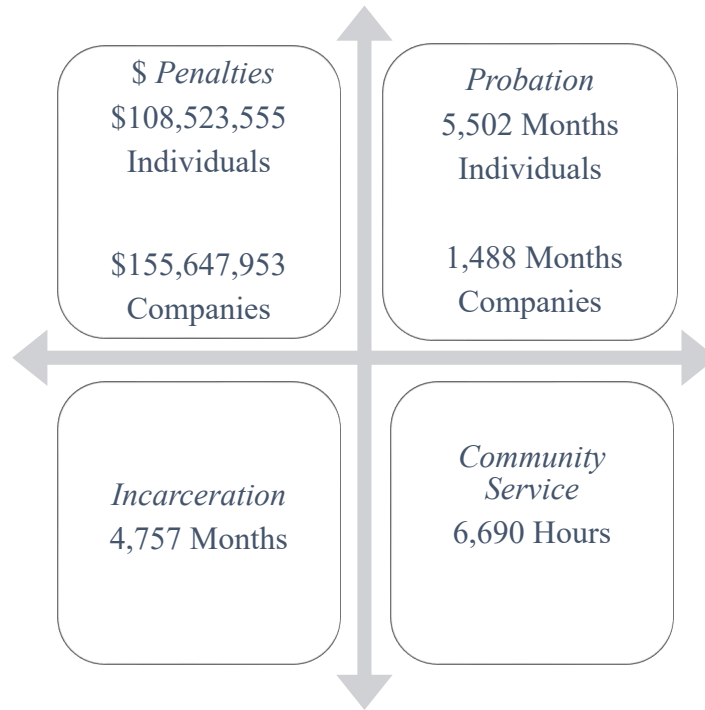 $ Penalties
$108,523,555
Individuals
$155,647,953
Companies
Probation
5,502 Months
Individuals
1,488 Months
Companies
Incarceration
4,757 Months
Community
Service
6,690 Hours